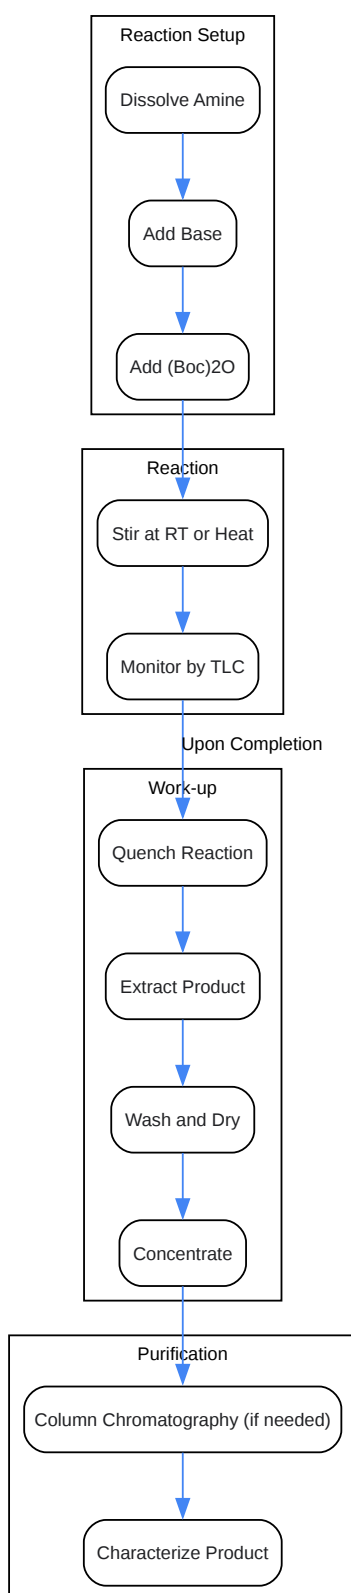 Reaction Setup
Dissolve Amine
Add Base
Add (Boc)2O
Reaction
Stir at RT or Heat
Monitor by TLC
Upon Completion
Work-up
Quench Reaction
Extract Product
Wash and Dry
Concentrate
Purification
Column Chromatography (if needed)
Characterize Product